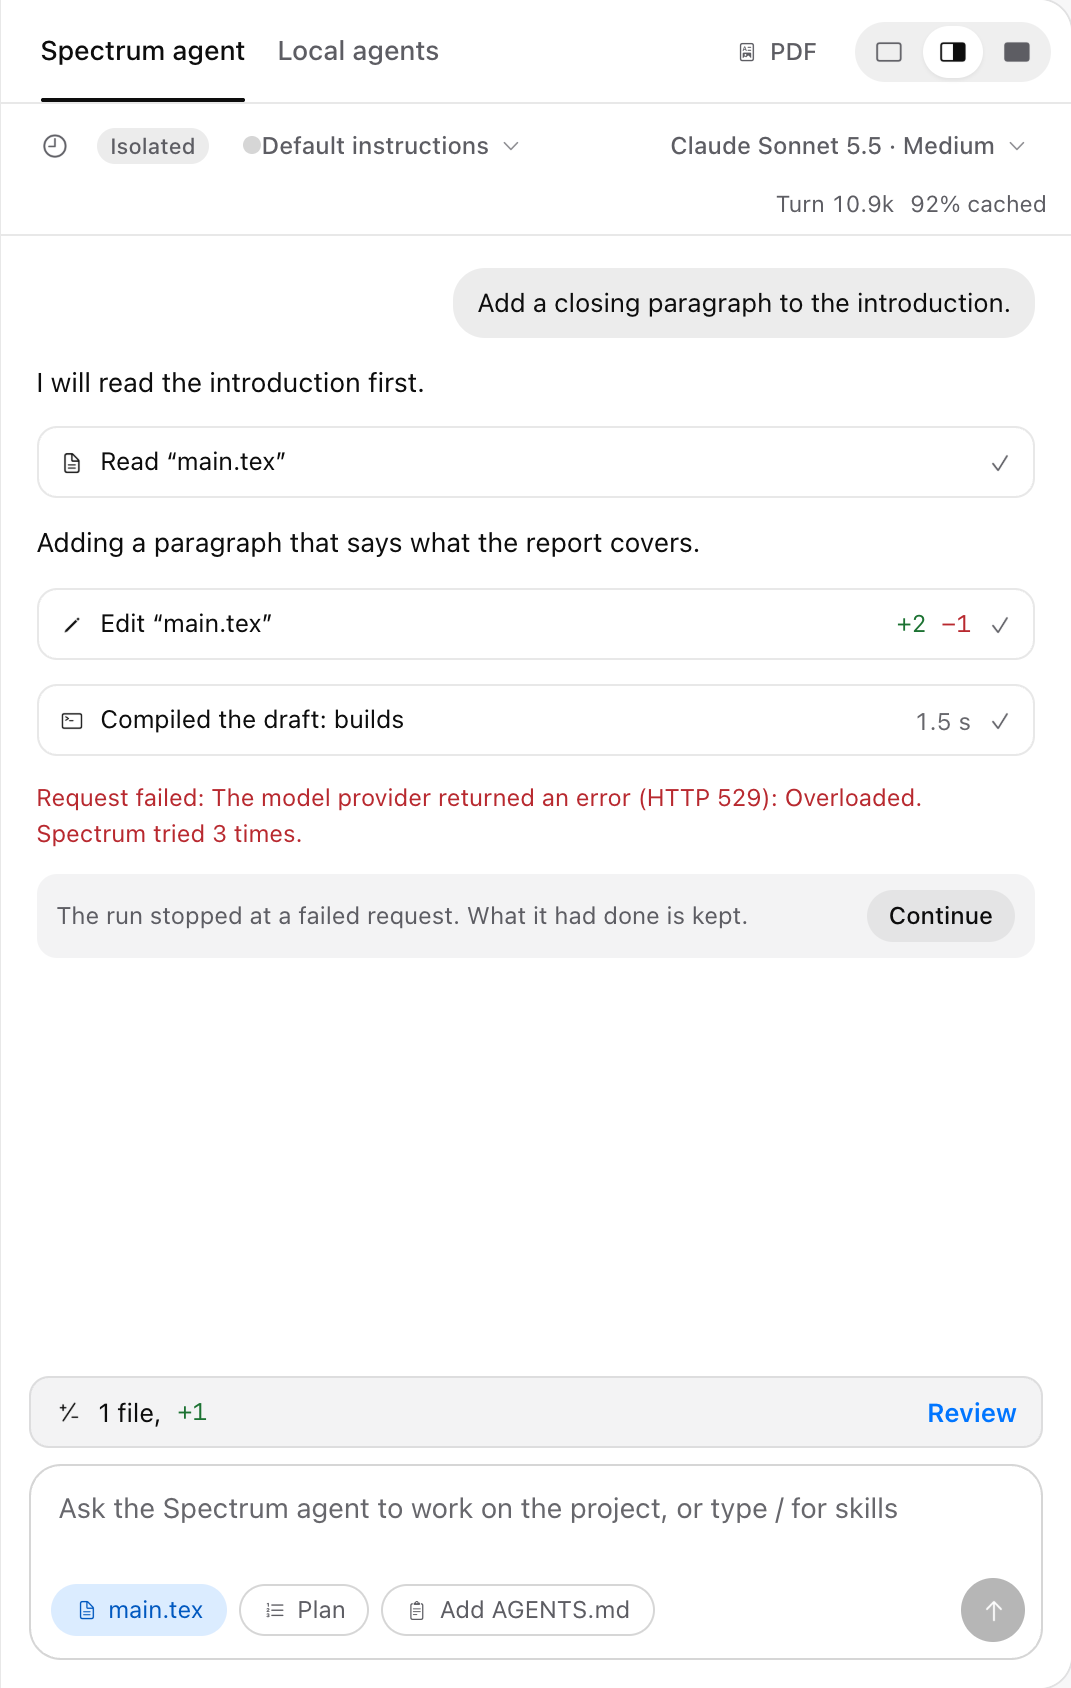 Spectrum agent Local agents PDF
Isolated Default instructions Claude Sonnet 5.5 · Medium
Turn 10.9k 92% cached
Add a closing paragraph to the introduction.
I will read the introduction first.
Read “main.tex”
Adding a paragraph that says what the report covers.
Edit “main.tex” +2 −1
Compiled the draft: builds 1.5 s
Request failed: The model provider returned an error (HTTP 529): Overloaded.
Spectrum tried 3 times.
The run stopped at a failed request. What it had done is kept. Continue
1 file, +1 Review
Ask the Spectrum agent to work on the project, or type / for skills
main.tex Plan Add AGENTS.md